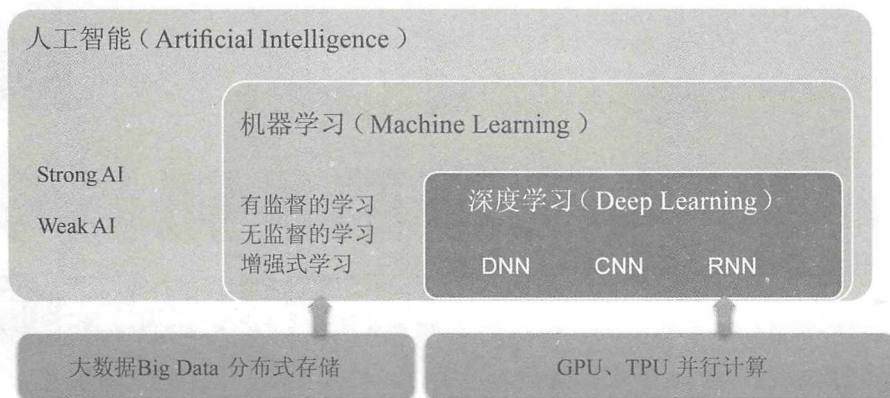 人工智能（Artificial Intelligence）
机器学习（Machine Learning）
Strong AI
Weak AI
有监督的学习
无监督的学习
增强式学习
深度学习（Deep Learning）
DNN CNN RNN
大数据Big Data 分布式存储
GPU、TPU 并行计算